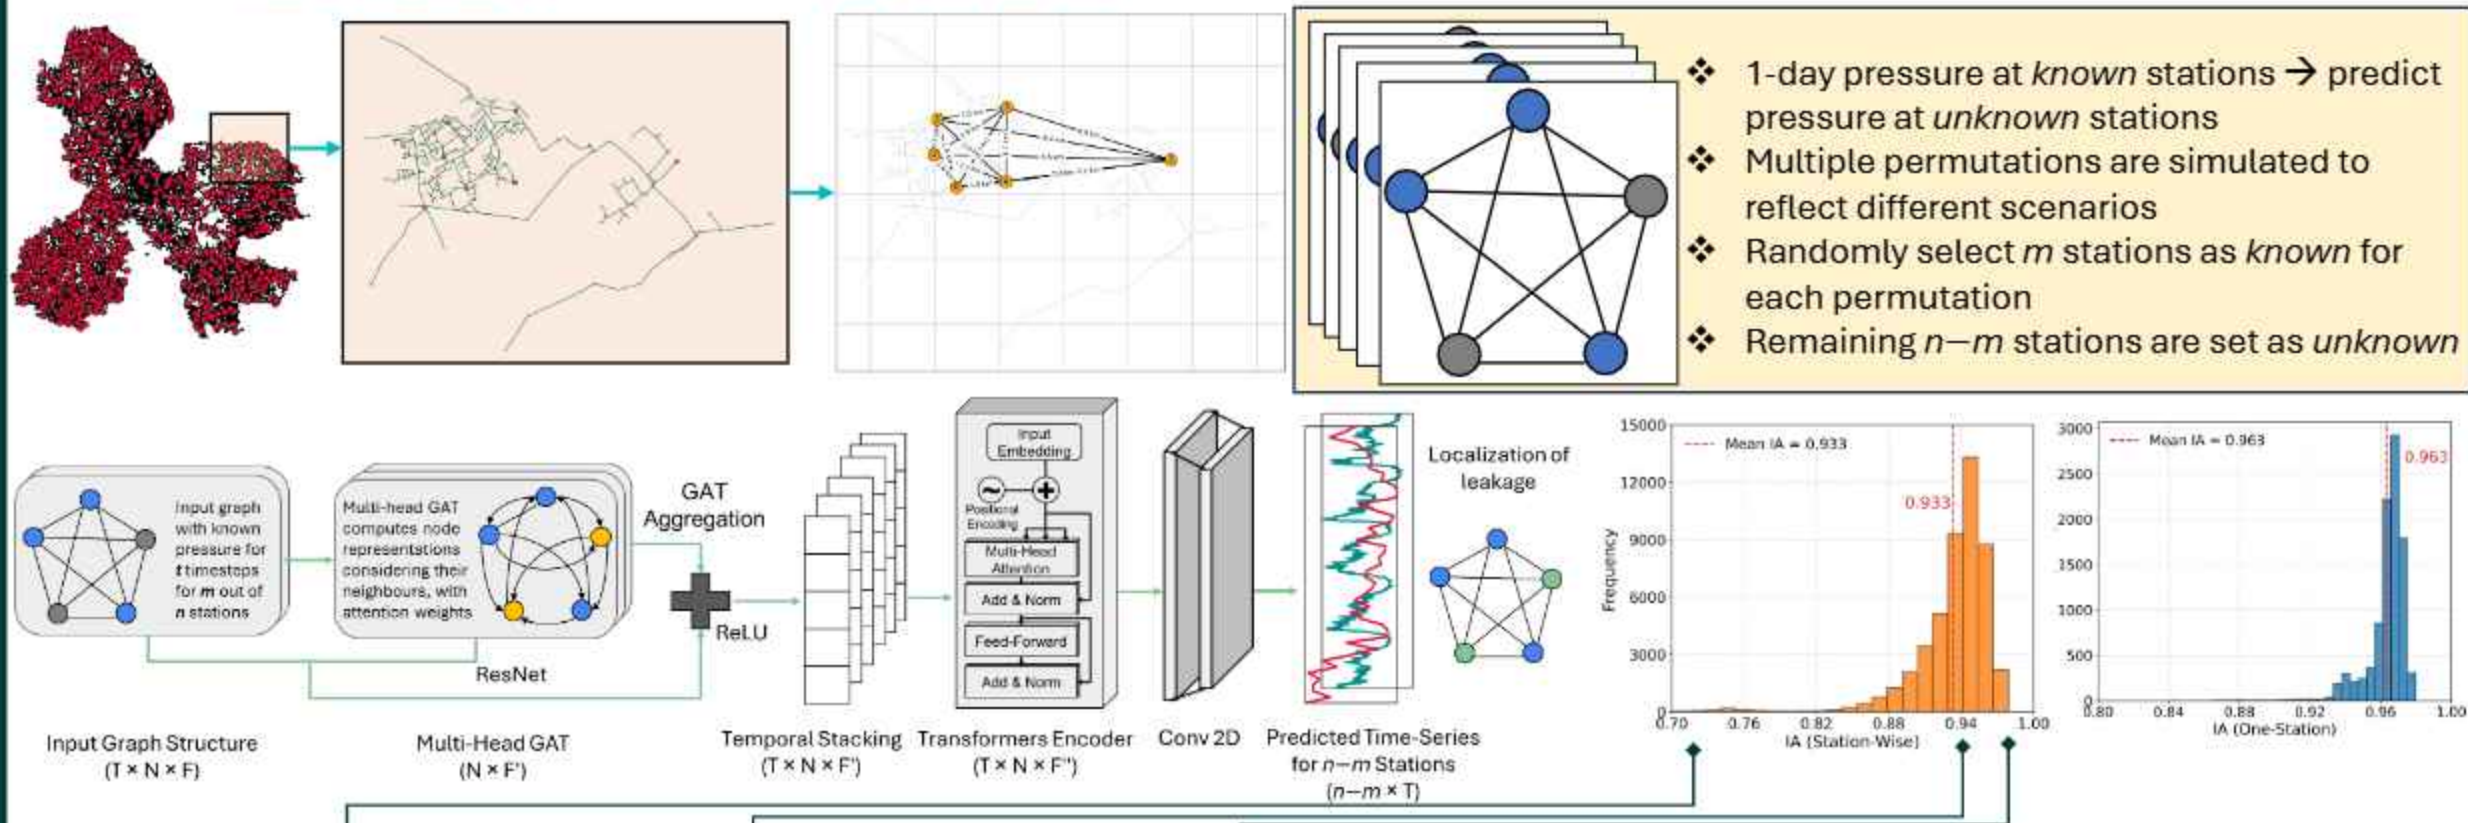 ❖ 1-day pressure at known stations → predict
pressure at unknown stations
❖ Multiple permutations are simulated to
reflect different scenarios
❖ Randomly select m stations as known for
each permutation
❖ Remaining n−m stations are set as unknown
Input graph
with known
pressure for
t timesteps
for m out of
n stations
Multi-head GAT
computes node
representations
considering their
neighbours, with
attention weights
GAT
Aggregation
ReLU
ResNet
Input
Embedding
Positional
Encoding
Multi-Head
Attention
Add & Norm
Feed-Forward
Add & Norm
Localization of
leakage
Input Graph Structure
(T × N × F)
Multi-Head GAT
(N × F')
Temporal Stacking
(T × N × F')
Transformers Encoder
(T × N × F'')
Conv 2D
Predicted Time-Series
for n−m Stations
(n−m × T)
Mean IA = 0.933
0.933
Frequency
15000
12000
9000
6000
3000
0
0.70 0.76 0.82 0.88 0.94 1.00
IA (Station-Wise)
Mean IA = 0.963
0.963
3000
2500
2000
1500
1000
500
0
0.80 0.84 0.88 0.92 0.96 1.00
IA (One-Station)